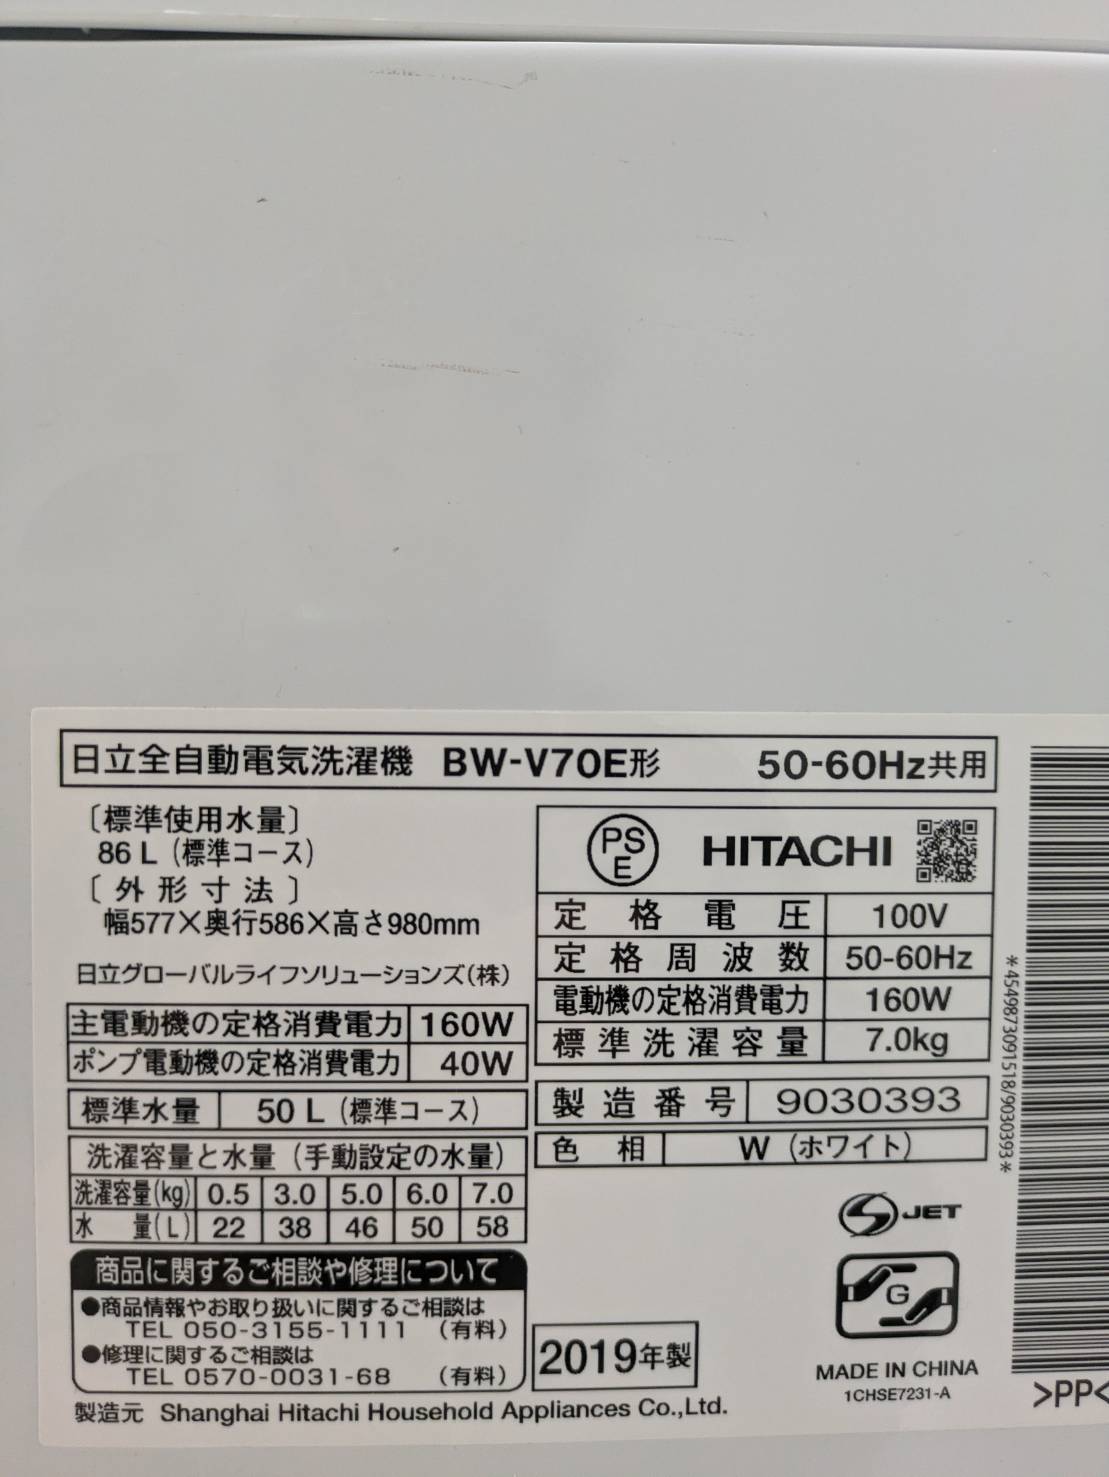 日立全自動電気洗濯機 BW-V70E形 50-60Hz共用
〔標準使用水量〕
86 L (標準コース)
〔外形寸法〕
幅577×奥行586×高さ980mm
日立グローバルライフソリューションズ(株)
主電動機の定格消費電力 160W
ポンプ電動機の定格消費電力 40W
標準水量 50 L (標準コース)
洗濯容量と水量 (手動設定の水量)
洗濯容量(kg) 0.5 3.0 5.0 6.0 7.0
水量(L) 22 38 46 50 58
商品に関するご相談や修理について
●商品情報やお取り扱いに関するご相談は
TEL 050-3155-1111 (有料)
●修理に関するご相談は
TEL 0570-0031-68 (有料)
製造元 Shanghai Hitachi Household Appliances Co.,Ltd.
PS
E
HITACHI
定格電圧 100V
定格周波数 50-60Hz
電動機の定格消費電力 160W
標準洗濯容量 7.0kg
製造番号 9030393
色相 W (ホワイト)
S JET
G
2019年製
MADE IN CHINA
1CHSE7231-A
*4549873091518/9030393*
>PP<